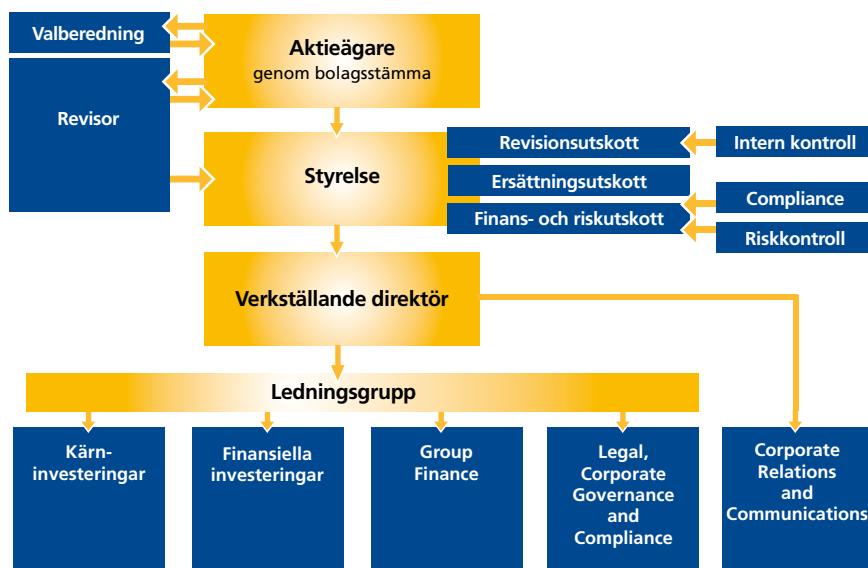 Valberedning
Aktieägare
genom bolagsstämma
Revisor
Styrelse
Revisionsutskott
Intern kontroll
Ersättningsutskott
Compliance
Finans- och riskutskott
Riskkontroll
Verkställande direktör
Ledningsgrupp
Kärn-
investeringar
Finansiella
investeringar
Group
Finance
Legal,
Corporate
Governance
and
Compliance
Corporate
Relations
and
Communications